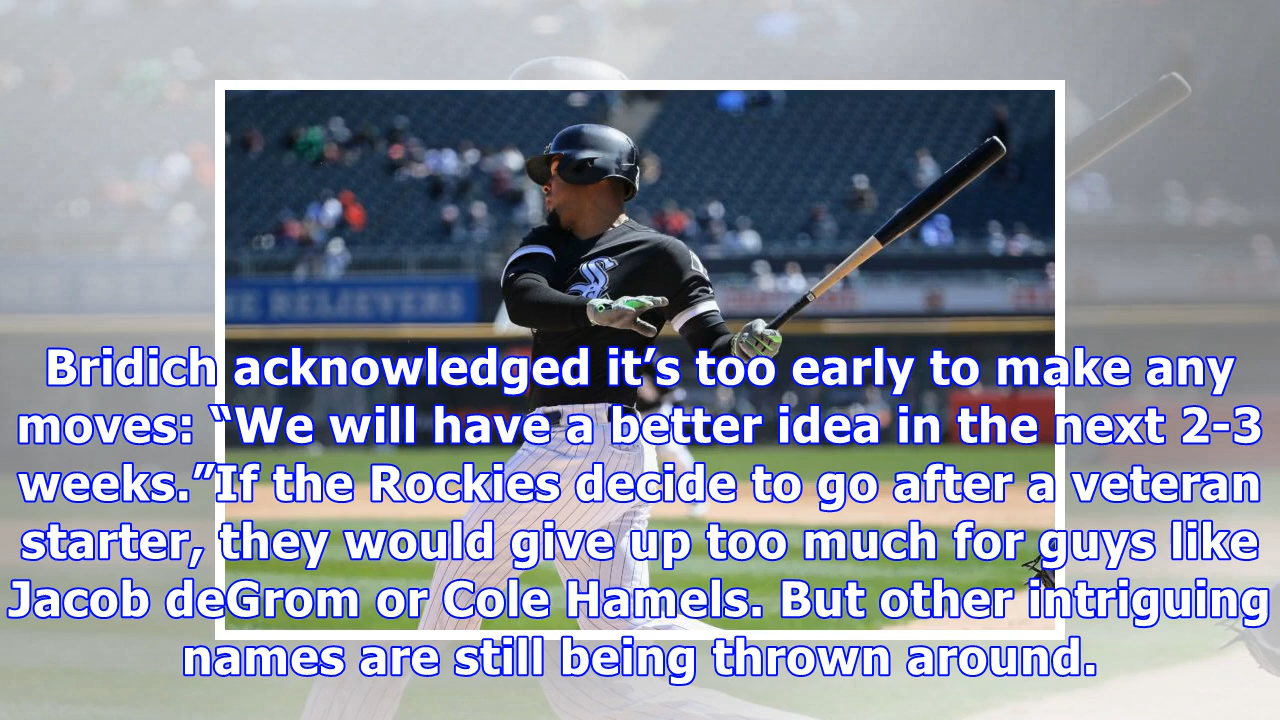 Sox
E RELIEVERS
Bridich acknowledged it’s too early to make any
moves: “We will have a better idea in the next 2-3
weeks.”If the Rockies decide to go after a veteran
starter, they would give up too much for guys like
Jacob deGrom or Cole Hamels. But other intriguing
names are still being thrown around.